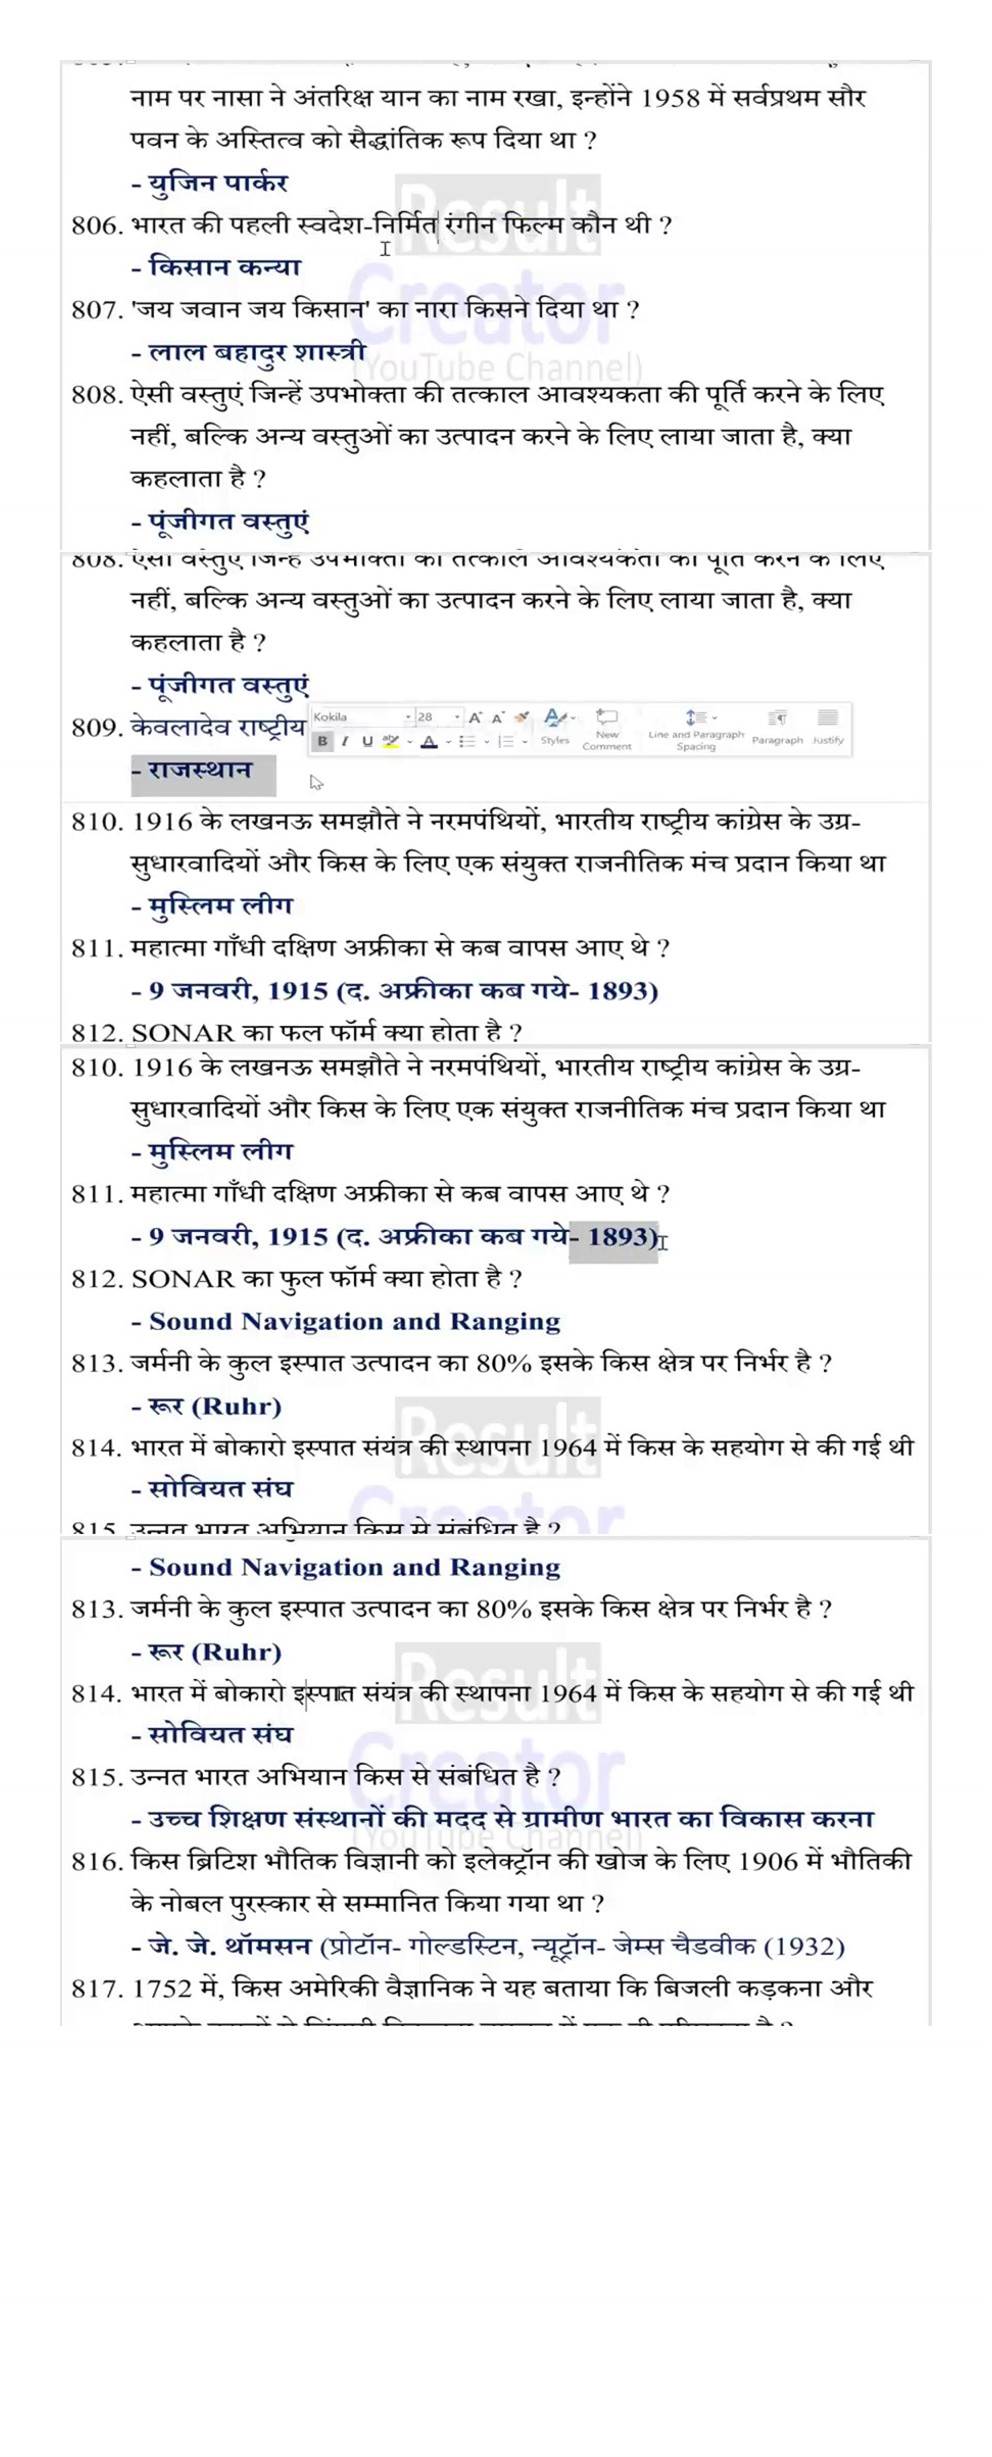 नाम पर नासा ने अंतरिक्ष यान का नाम रखा, इन्होंने 1958 में सर्वप्रथम सौर
पवन के अस्तित्व को सैद्धांतिक रूप दिया था ?
- युजिन पार्कर
806. भारत की पहली स्वदेश-निर्मित रंगीन फिल्म कौन थी ?
- किसान कन्या
807. 'जय जवान जय किसान' का नारा किसने दिया था ?
- लाल बहादुर शास्त्री
808. ऐसी वस्तुएं जिन्हें उपभोक्ता की तत्काल आवश्यकता की पूर्ति करने के लिए
नहीं, बल्कि अन्य वस्तुओं का उत्पादन करने के लिए लाया जाता है, क्या
कहलाता है ?
- पूंजीगत वस्तुएं
808. ऐसी वस्तुएं जिन्हें उपभोक्ता की तत्काल आवश्यकता की पूर्ति करने के लिए
नहीं, बल्कि अन्य वस्तुओं का उत्पादन करने के लिए लाया जाता है, क्या
कहलाता है ?
- पूंजीगत वस्तुएं
Kokila 28
809. केवलादेव राष्ट्रीय
B I U Styles New Comment Line and Paragraph Spacing Paragraph Justify
- राजस्थान
810. 1916 के लखनऊ समझौते ने नरमपंथियों, भारतीय राष्ट्रीय कांग्रेस के उग्र-
सुधारवादियों और किस के लिए एक संयुक्त राजनीतिक मंच प्रदान किया था
- मुस्लिम लीग
811. महात्मा गाँधी दक्षिण अफ्रीका से कब वापस आए थे ?
- 9 जनवरी, 1915 (द. अफ्रीका कब गये- 1893)
812. SONAR का फुल फॉर्म क्या होता है ?
810. 1916 के लखनऊ समझौते ने नरमपंथियों, भारतीय राष्ट्रीय कांग्रेस के उग्र-
सुधारवादियों और किस के लिए एक संयुक्त राजनीतिक मंच प्रदान किया था
- मुस्लिम लीग
811. महात्मा गाँधी दक्षिण अफ्रीका से कब वापस आए थे ?
- 9 जनवरी, 1915 (द. अफ्रीका कब गये- 1893)
812. SONAR का फुल फॉर्म क्या होता है ?
- Sound Navigation and Ranging
813. जर्मनी के कुल इस्पात उत्पादन का 80% इसके किस क्षेत्र पर निर्भर है ?
- रूर (Ruhr)
814. भारत में बोकारो इस्पात संयंत्र की स्थापना 1964 में किस के सहयोग से की गई थी
- सोवियत संघ
815. उन्नत भारत अभियान किस से संबंधित है ?
- Sound Navigation and Ranging
813. जर्मनी के कुल इस्पात उत्पादन का 80% इसके किस क्षेत्र पर निर्भर है ?
- रूर (Ruhr)
814. भारत में बोकारो इस्पात संयंत्र की स्थापना 1964 में किस के सहयोग से की गई थी
- सोवियत संघ
815. उन्नत भारत अभियान किस से संबंधित है ?
- उच्च शिक्षण संस्थानों की मदद से ग्रामीण भारत का विकास करना
816. किस ब्रिटिश भौतिक विज्ञानी को इलेक्ट्रॉन की खोज के लिए 1906 में भौतिकी
के नोबल पुरस्कार से सम्मानित किया गया था ?
- जे. जे. थॉमसन (प्रोटॉन- गोल्डस्टिन, न्यूट्रॉन- जेम्स चैडवीक (1932)
817. 1752 में, किस अमेरिकी वैज्ञानिक ने यह बताया कि बिजली कड़कना और
Result
Creator
(YouTube Channel)
Result
Creator
Result
Creator
(YouTube Channel)